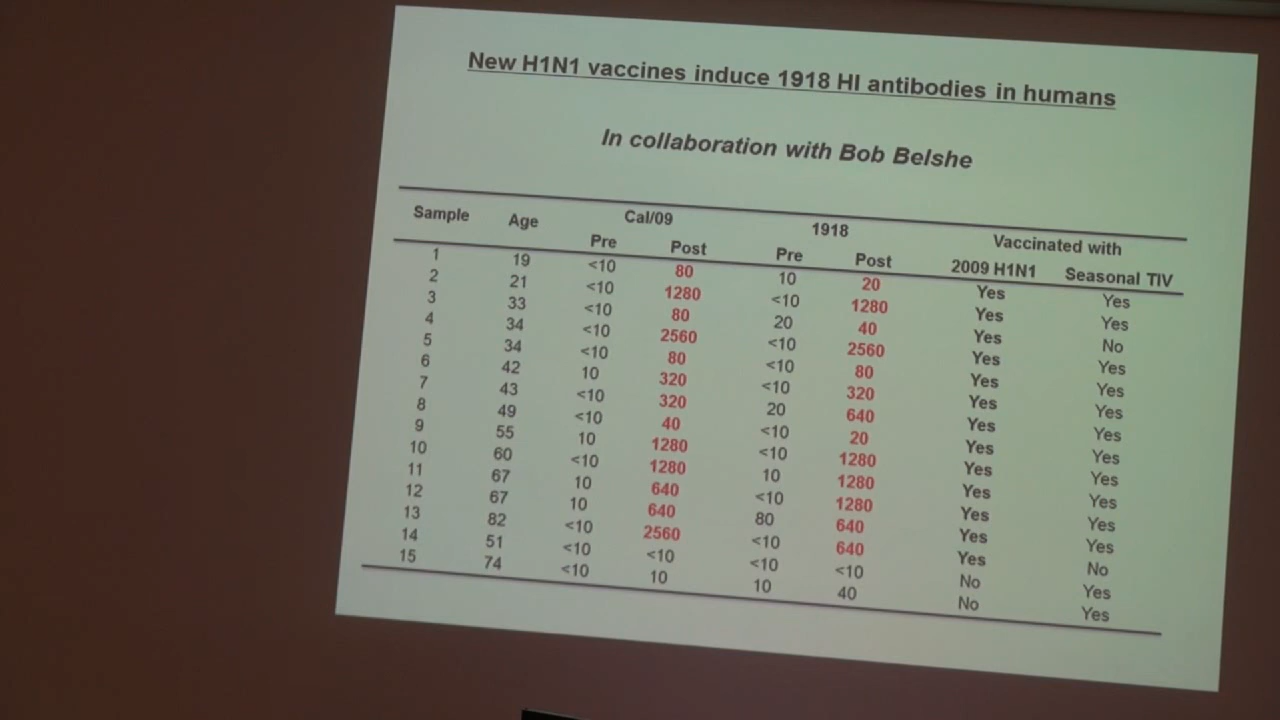 New H1N1 vaccines induce 1918 HI antibodies in humans
In collaboration with Bob Belshe
Sample Age Cal/09 1918 Vaccinated with
Pre Post Pre Post 2009 H1N1 Seasonal TIV
1 19 <10 80 10 20 Yes Yes
2 21 <10 1280 <10 1280 Yes Yes
3 33 <10 80 20 40 Yes No
4 34 <10 2560 <10 2560 Yes Yes
5 34 <10 80 <10 80 Yes Yes
6 42 10 320 <10 320 Yes Yes
7 43 <10 320 20 640 Yes Yes
8 49 <10 40 <10 20 Yes Yes
9 55 10 1280 <10 1280 Yes Yes
10 60 <10 1280 10 1280 Yes Yes
11 67 10 640 <10 1280 Yes Yes
12 67 10 640 80 640 Yes Yes
13 82 <10 2560 <10 640 Yes No
14 51 <10 <10 <10 <10 No Yes
15 74 <10 10 10 40 No Yes